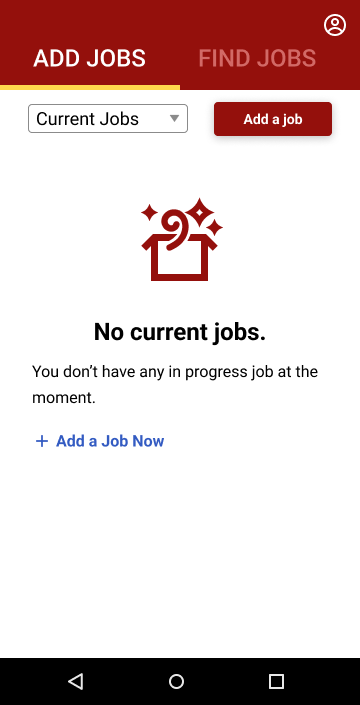 ADD JOBS
FIND JOBS
Current Jobs
Add a job
No current jobs.
You don’t have any in progress job at the
moment.
+ Add a Job Now